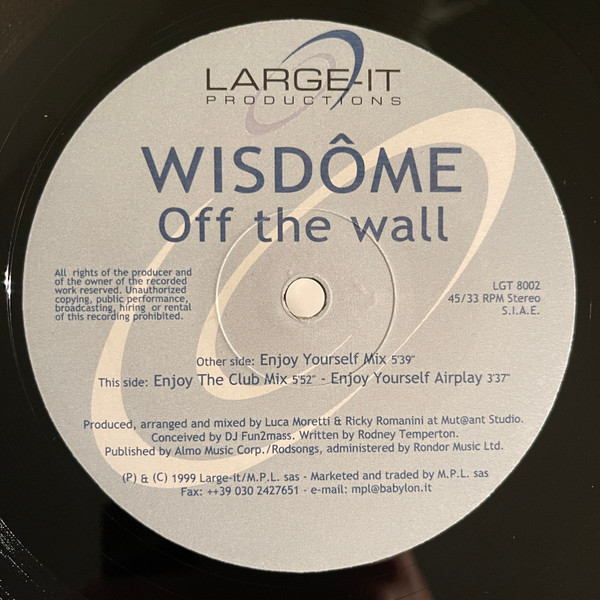 LARGE-IT
PRODUCTIONS
WISDÔME
Off the wall
All rights of the producer and
of the owner of the recorded
work reserved. Unauthorized
copying, public performance,
broadcasting, hiring or rental
of this recording prohibited.
LGT 8002
45/33 RPM Stereo
S.I.A.E.
Other side: Enjoy Yourself Mix 5'39"
This side: Enjoy The Club Mix 5'52" - Enjoy Yourself Airplay 3'37"
Produced, arranged and mixed by Luca Moretti & Ricky Romanini at Mut@ant Studio.
Conceived by DJ Fun2mass. Written by Rodney Temperton.
Published by Almo Music Corp./Rodsongs, administered by Rondor Music Ltd.
(P) & (C) 1999 Large-it/M.P.L. sas - Marketed and traded by M.P.L. sas
Fax: ++39 030 2427651 - e-mail: mpl@babylon.it